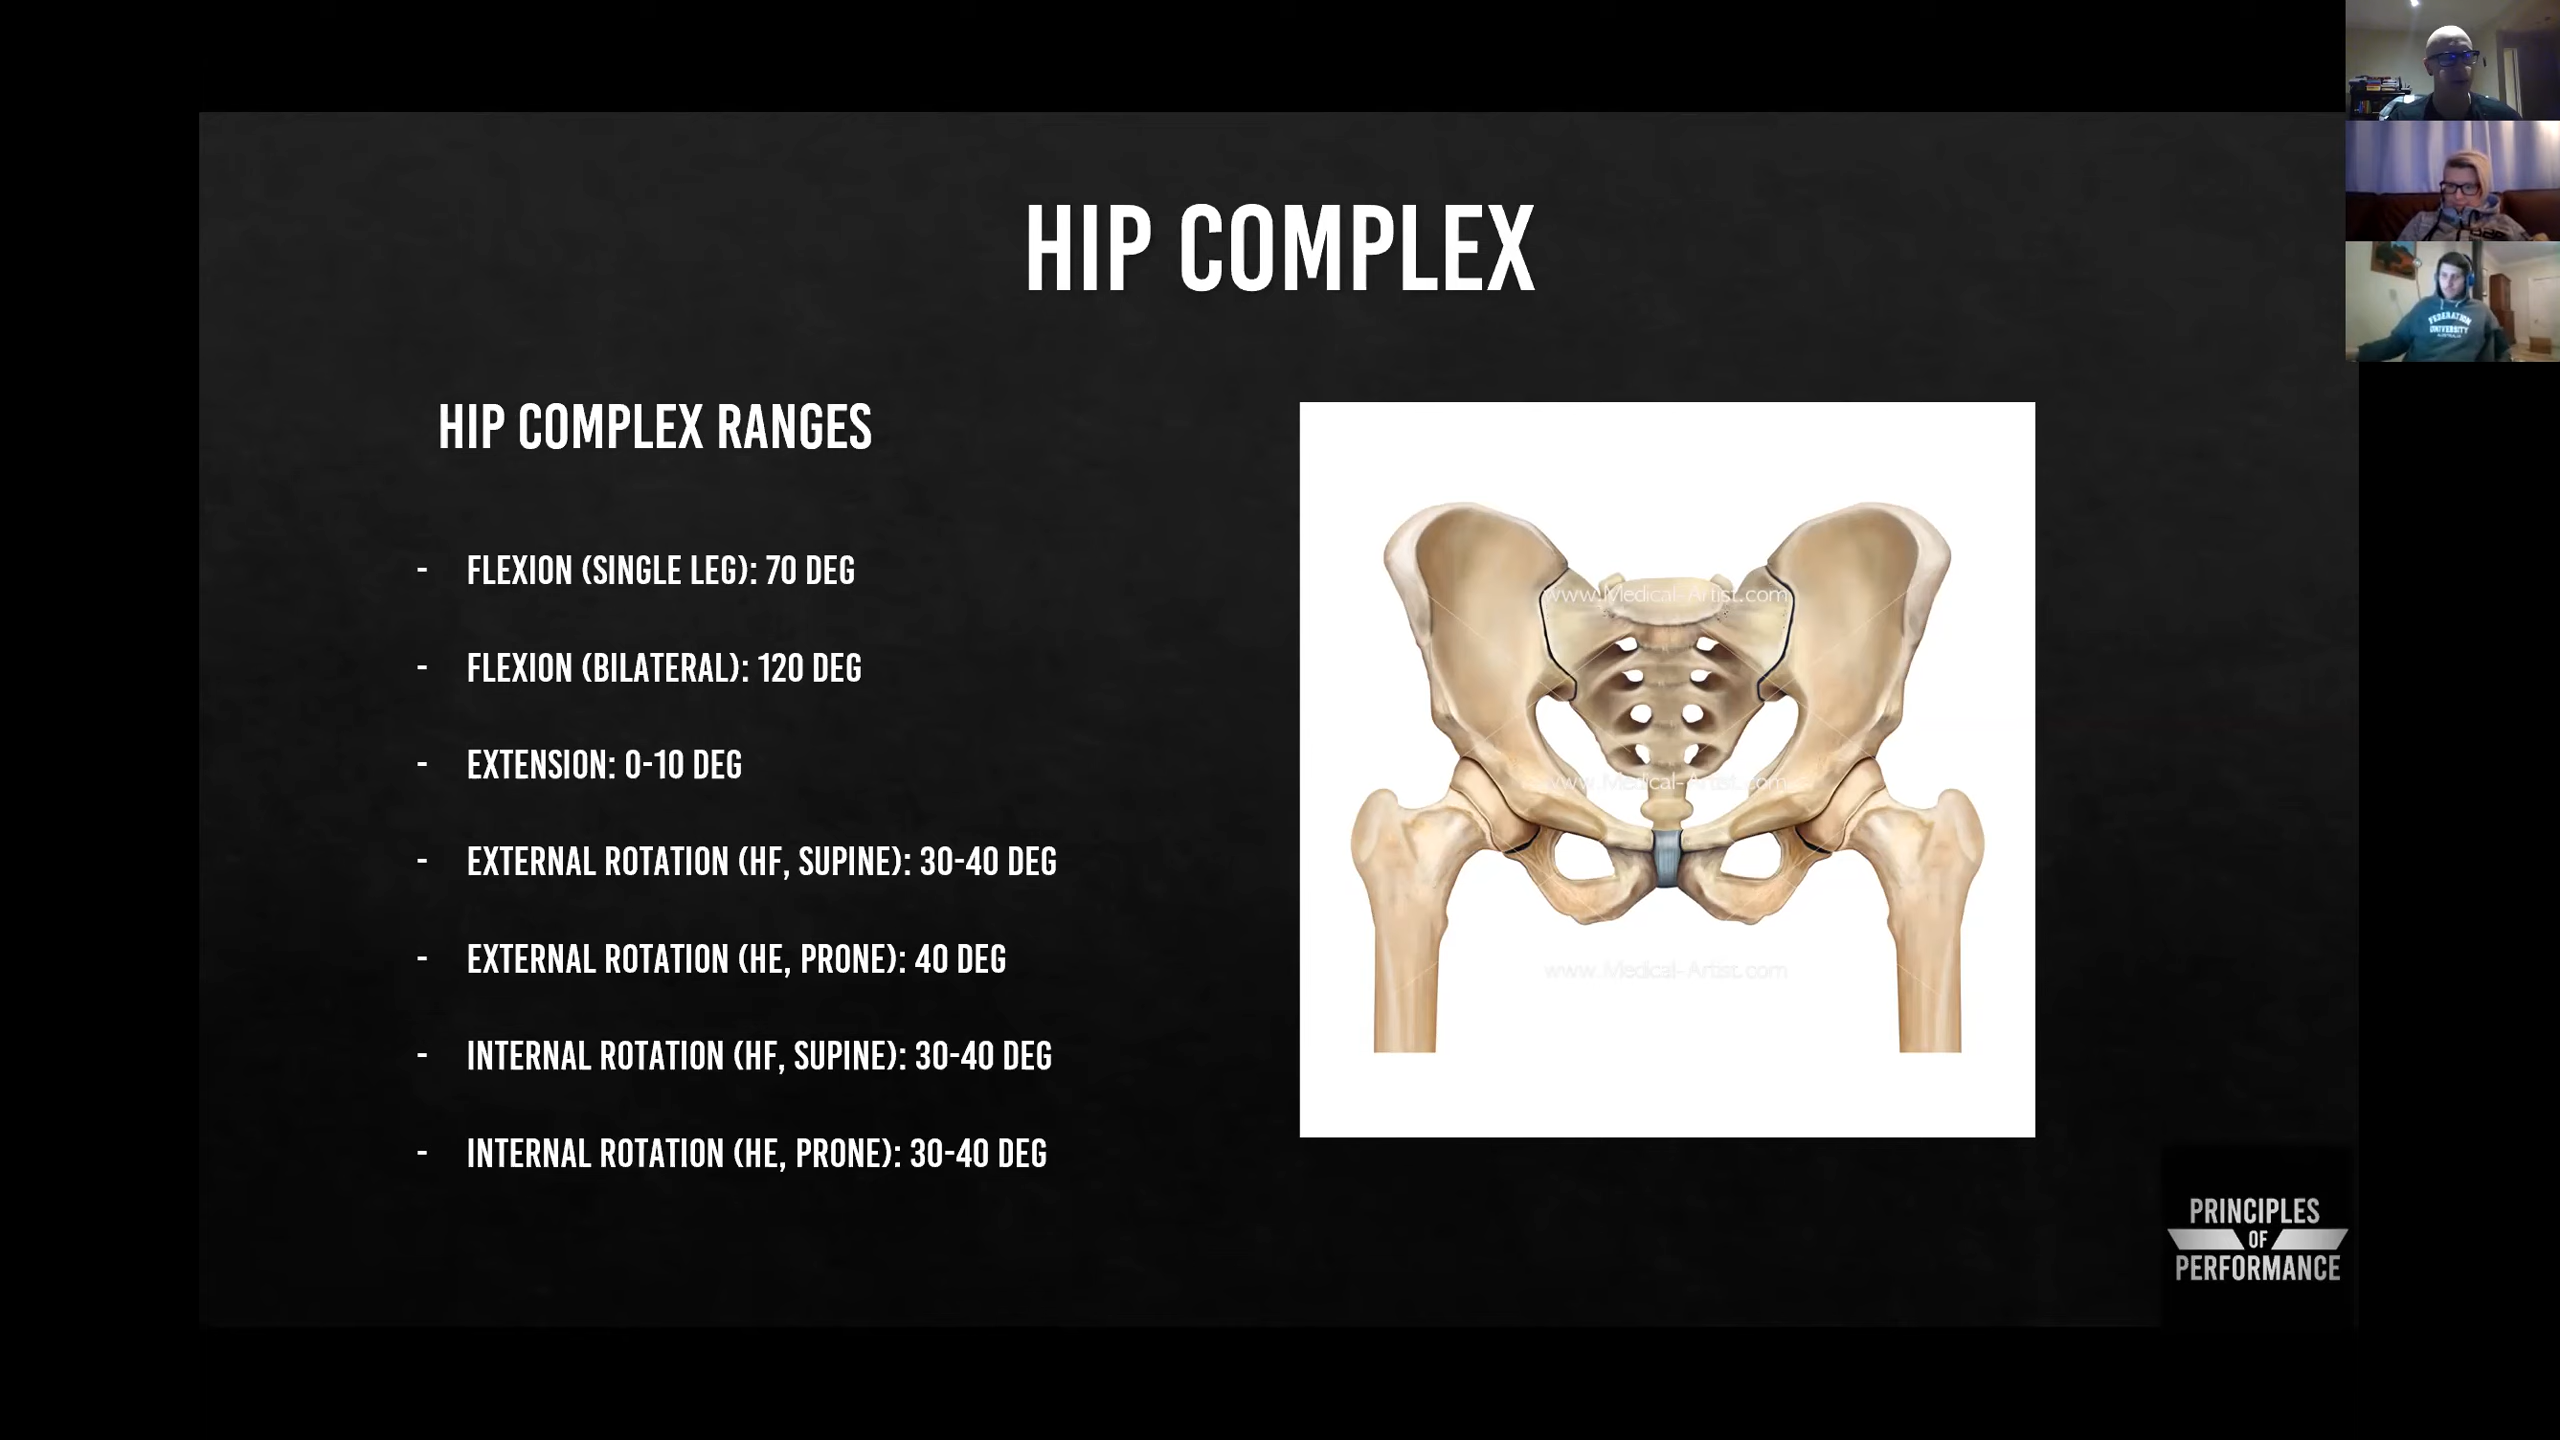 HIP COMPLEX
HIP COMPLEX RANGES
- FLEXION (SINGLE LEG): 70 DEG
- FLEXION (BILATERAL): 120 DEG
- EXTENSION: 0-10 DEG
- EXTERNAL ROTATION (HF, SUPINE): 30-40 DEG
- EXTERNAL ROTATION (HE, PRONE): 40 DEG
- INTERNAL ROTATION (HF, SUPINE): 30-40 DEG
- INTERNAL ROTATION (HE, PRONE): 30-40 DEG
www.Medical-Artist.com
www.Medical-Artist.com
www.Medical-Artist.com
FEDERATION
UNIVERSITY
AUSTRALIA
PRINCIPLES
OF
PERFORMANCE